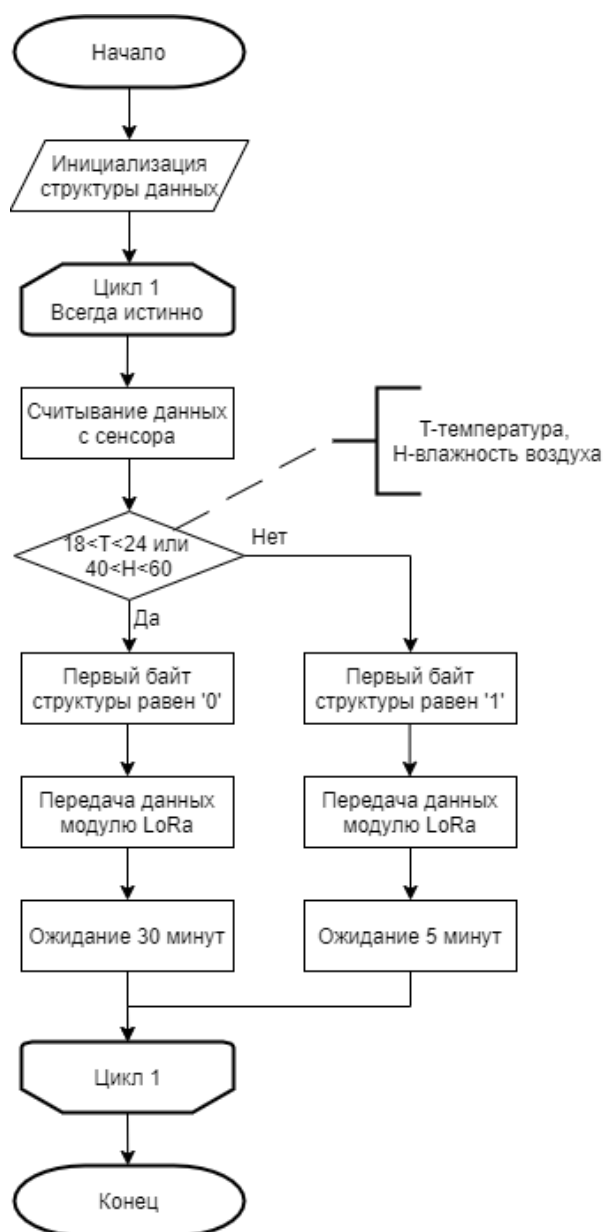 Начало
Инициализация
структуры данных
Цикл 1
Всегда истинно
Считывание данных
с сенсора
Т-температура,
Н-влажность воздуха
18<T<24 или
40<H<60
Нет
Да
Первый байт
структуры равен '0'
Первый байт
структуры равен '1'
Передача данных
модулю LoRa
Передача данных
модулю LoRa
Ожидание 30 минут
Ожидание 5 минут
Цикл 1
Конец